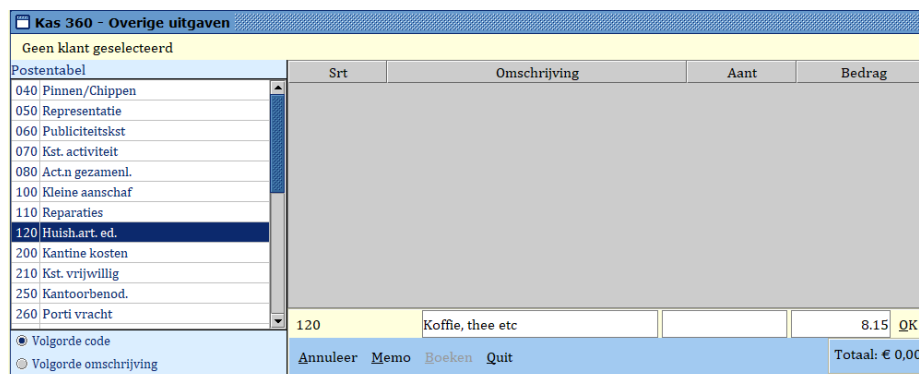 Kas 360 - Overige uitgaven
Geen klant geselecteerd
Postentabel
Srt Omschrijving Aant Bedrag
040 Pinnen/Chippen
050 Representatie
060 Publiciteitskst
070 Kst. activiteit
080 Act.n gezamenl.
100 Kleine aanschaf
110 Reparaties
120 Huish.art. ed.
200 Kantine kosten
210 Kst. vrijwillig
250 Kantoorbenod.
260 Porti vracht
120 Koffie, thee etc 8.15 OK
Volgorde code
Volgorde omschrijving
Annuleer Memo Boeken Quit
Totaal: € 0,00